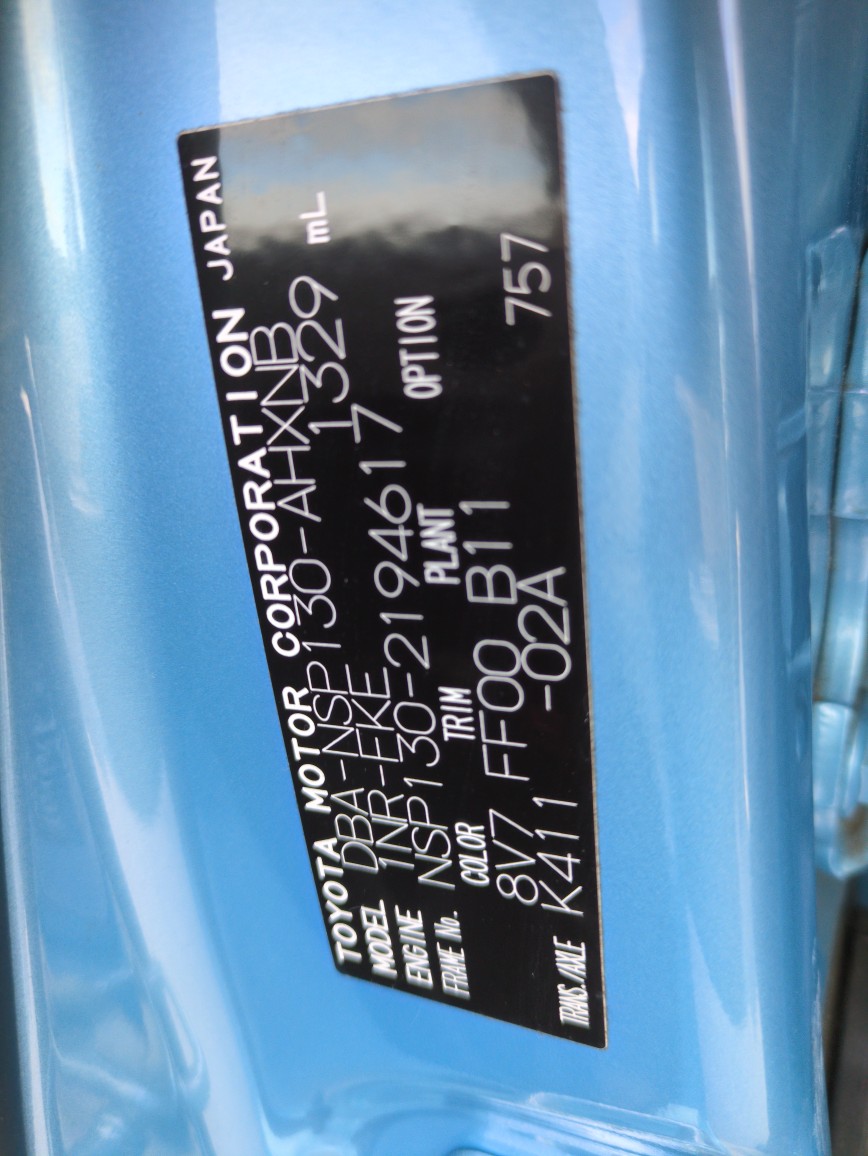 TOYOTA MOTOR CORPORATION JAPAN
MODEL DBA-NSP130-AHXNB
ENGINE 1NR-FKE 1329 mL
FRAME No. NSP130-2194617
COLOR TRIM PLANT OPTION
8V7 FF00 B11 757
TRANS./AXLE K411 -02A